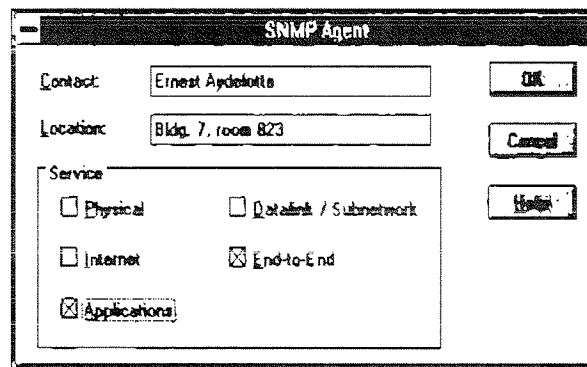 SNMP Agent
Contact: Ernest Aydelotte
OK
Location: Bldg. 7, room 823
Cancel
Service
Physical
Datalink / Subnetwork
Help
Internet
End-to-End
Applications